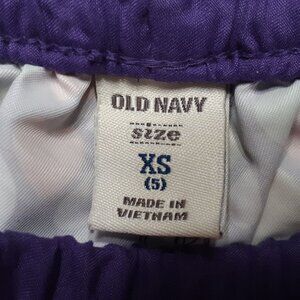 OLD NAVY
size
XS
(5)
MADE IN
VIETNAM